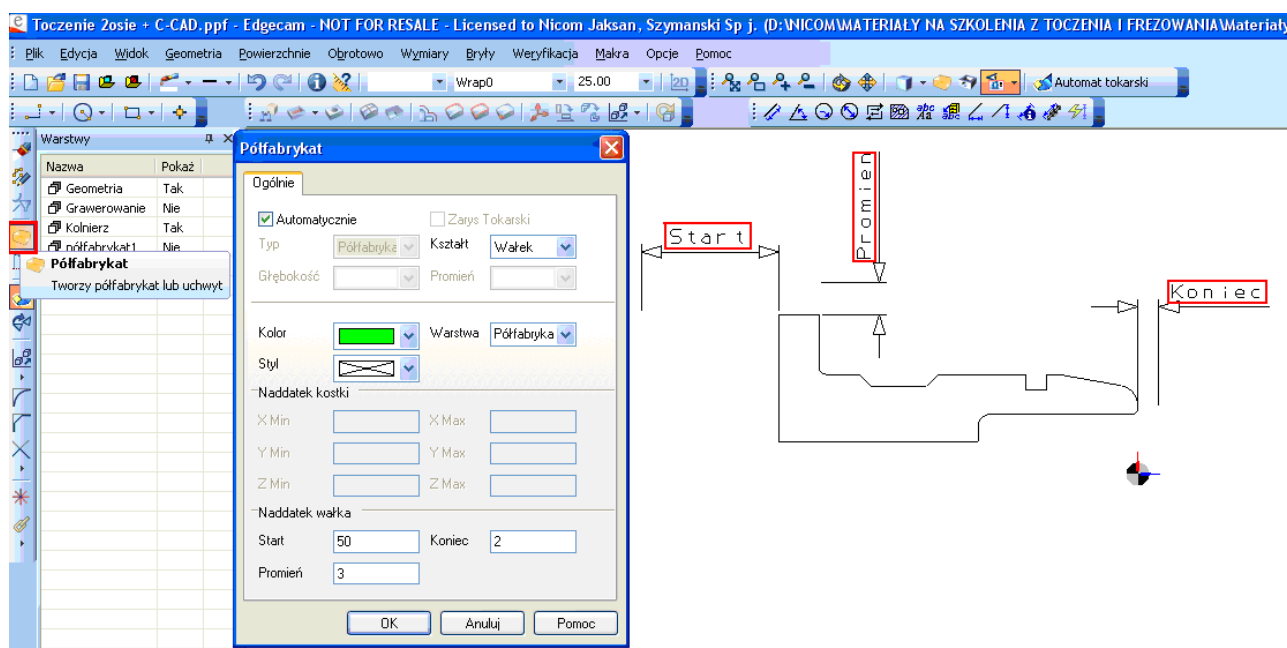 Toczenie 2osie + C-CAD.ppf - Edgecam - NOT FOR RESALE - Licensed to Nicom Jaksan, Szymanski Sp j. (D:\NICOM\MATERIAŁY NA SZKOLENIA Z TOCZENIA I FREZOWANIA\Materiały
Plik Edycja Widok Geometria Powierzchnie Obrotowo Wymiary Bryły Weryfikacja Makra Opcje Pomoc
Wrap0 25.00 2D Automat tokarski
Warstwy
Nazwa Pokaż
Geometria Tak
Grawerowanie Nie
Kolnierz Tak
półfabrykat1 Nie
Półfabrykat
Tworzy półfabrykat lub uchwyt
Półfabrykat
Ogólnie
Automatycznie Zarys Tokarski
Typ Półfabryka Kształt Wałek
Głębokość Promień
Kolor Warstwa Półfabryka
Styl
Naddatek kostki
X Min X Max
Y Min Y Max
Z Min Z Max
Naddatek wałka
Start 50 Koniec 2
Promień 3
OK Anuluj Pomoc
Start
Promien
Koniec